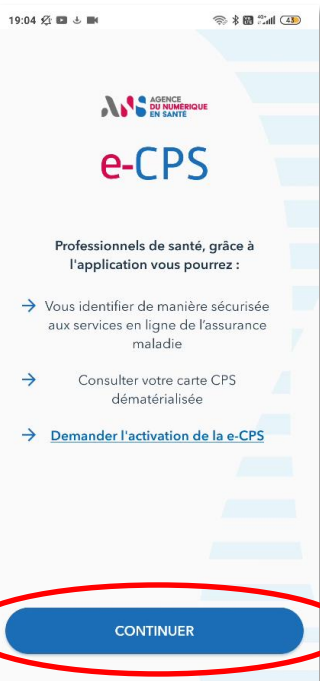 19:04
43
AGENCE
DU NUMÉRIQUE
EN SANTÉ
e-CPS
Professionnels de santé, grâce à
l'application vous pourrez :
→ Vous identifier de manière sécurisée
aux services en ligne de l'assurance
maladie
→ Consulter votre carte CPS
dématérialisée
→ Demander l'activation de la e-CPS
CONTINUER